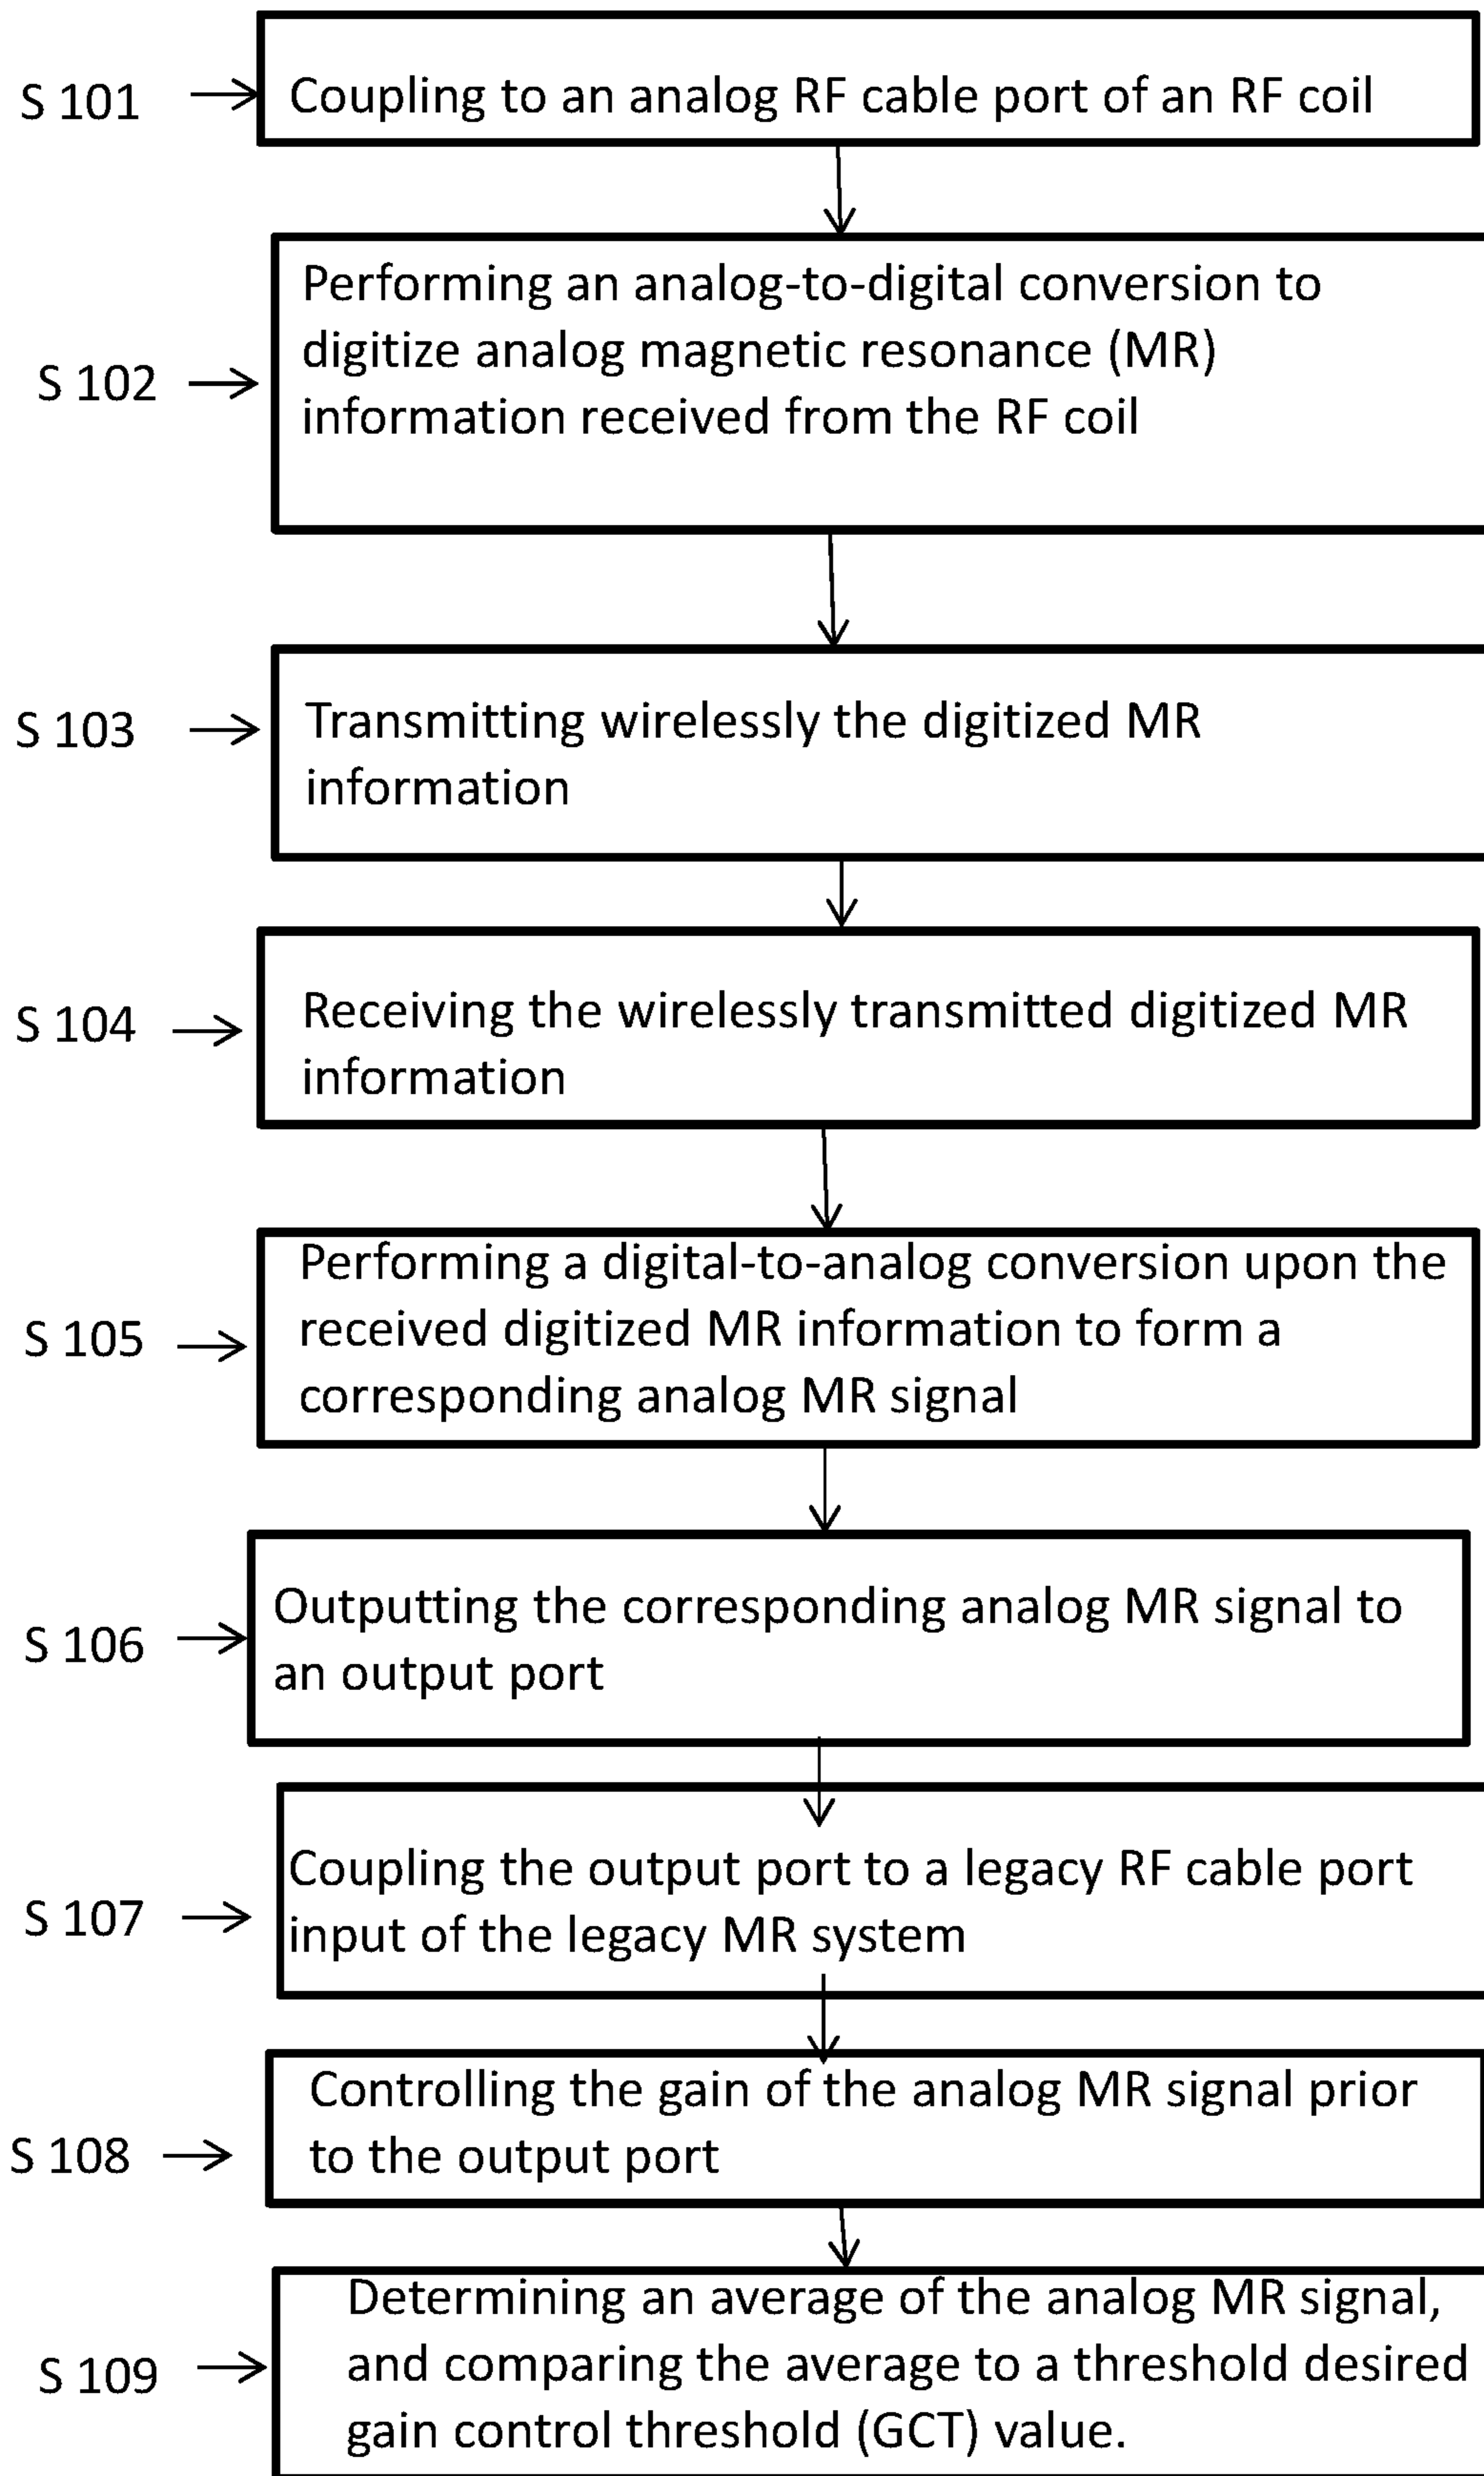 S 101
Coupling to an analog RF cable port of an RF coil
S 102
Performing an analog-to-digital conversion to
digitize analog magnetic resonance (MR)
information received from the RF coil
S 103
Transmitting wirelessly the digitized MR
information
S 104
Receiving the wirelessly transmitted digitized MR
information
S 105
Performing a digital-to-analog conversion upon the
received digitized MR information to form a
corresponding analog MR signal
S 106
Outputting the corresponding analog MR signal to
an output port
S 107
Coupling the output port to a legacy RF cable port
input of the legacy MR system
S 108
Controlling the gain of the analog MR signal prior
to the output port
S 109
Determining an average of the analog MR signal,
and comparing the average to a threshold desired
gain control threshold (GCT) value.